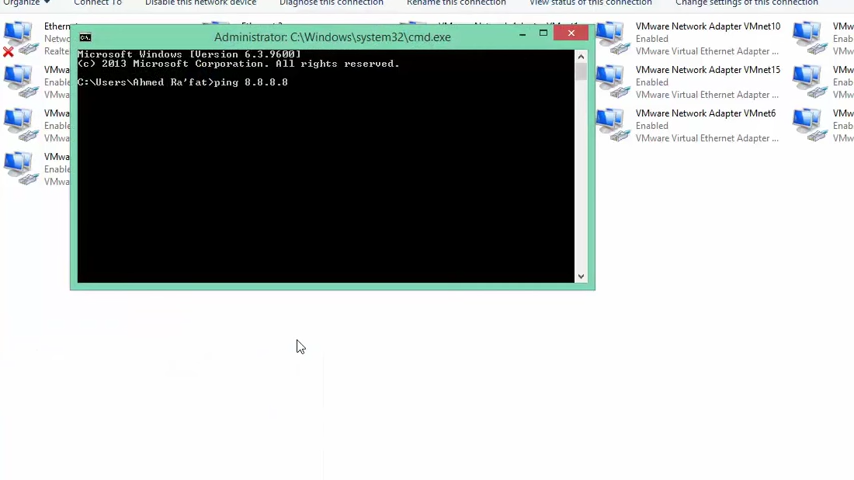 Organize Connect To Disable this network device Diagnose this connection Rename this connection View status of this connection Change settings of this connection
Administrator: C:\Windows\system32\cmd.exe
Microsoft Windows [Version 6.3.9600]
(c) 2013 Microsoft Corporation. All rights reserved.
C:\Users\Ahmed Ra'fat>ping 8.8.8.8
VMware Network Adapter VMnet10
Enabled
VMware Virtual Ethernet Adapter ...
VMware Network Adapter VMnet15
Enabled
VMware Virtual Ethernet Adapter ...
VMware Network Adapter VMnet6
Enabled
VMware Virtual Ethernet Adapter ...